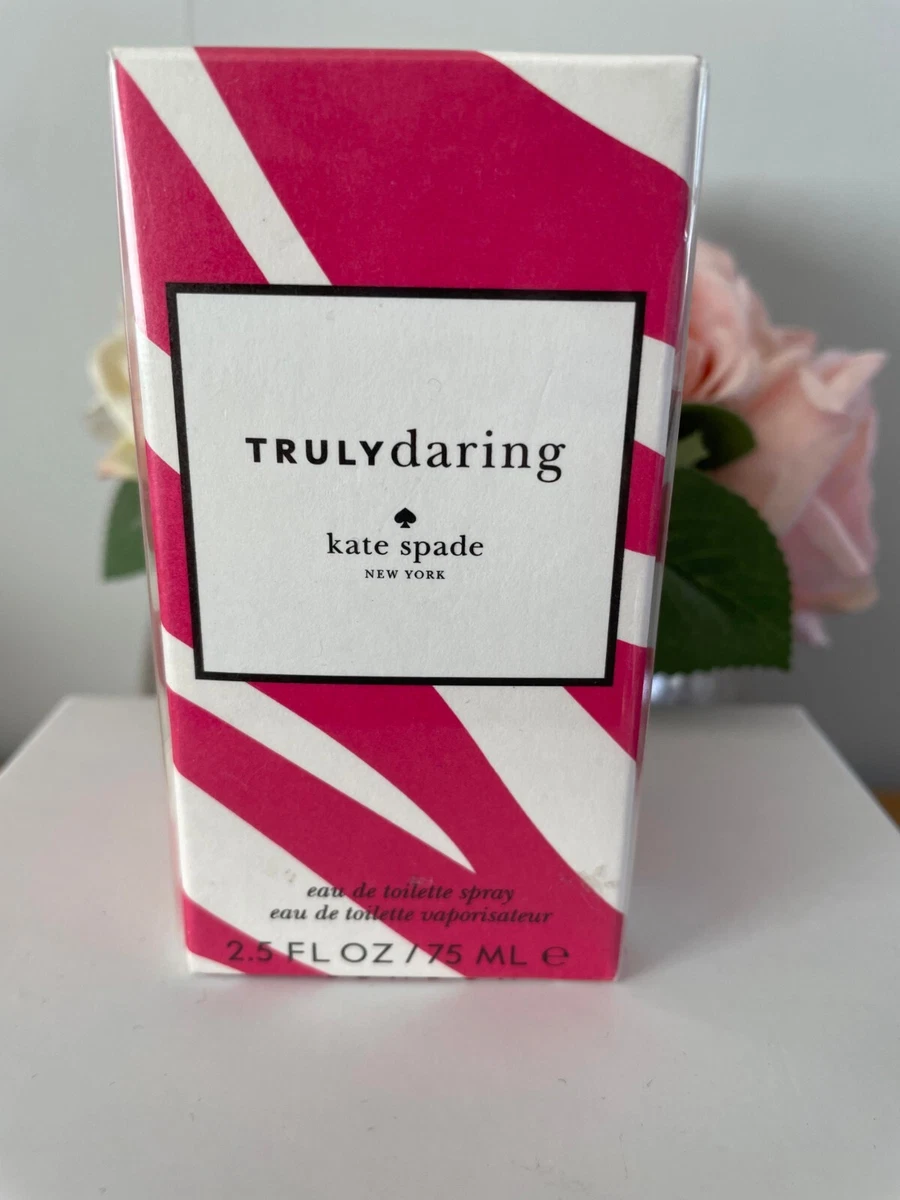 TRULYdaring
kate spade
NEW YORK
eau de toilette spray
eau de toilette vaporisateur
2.5 FL OZ / 75 ML ℮